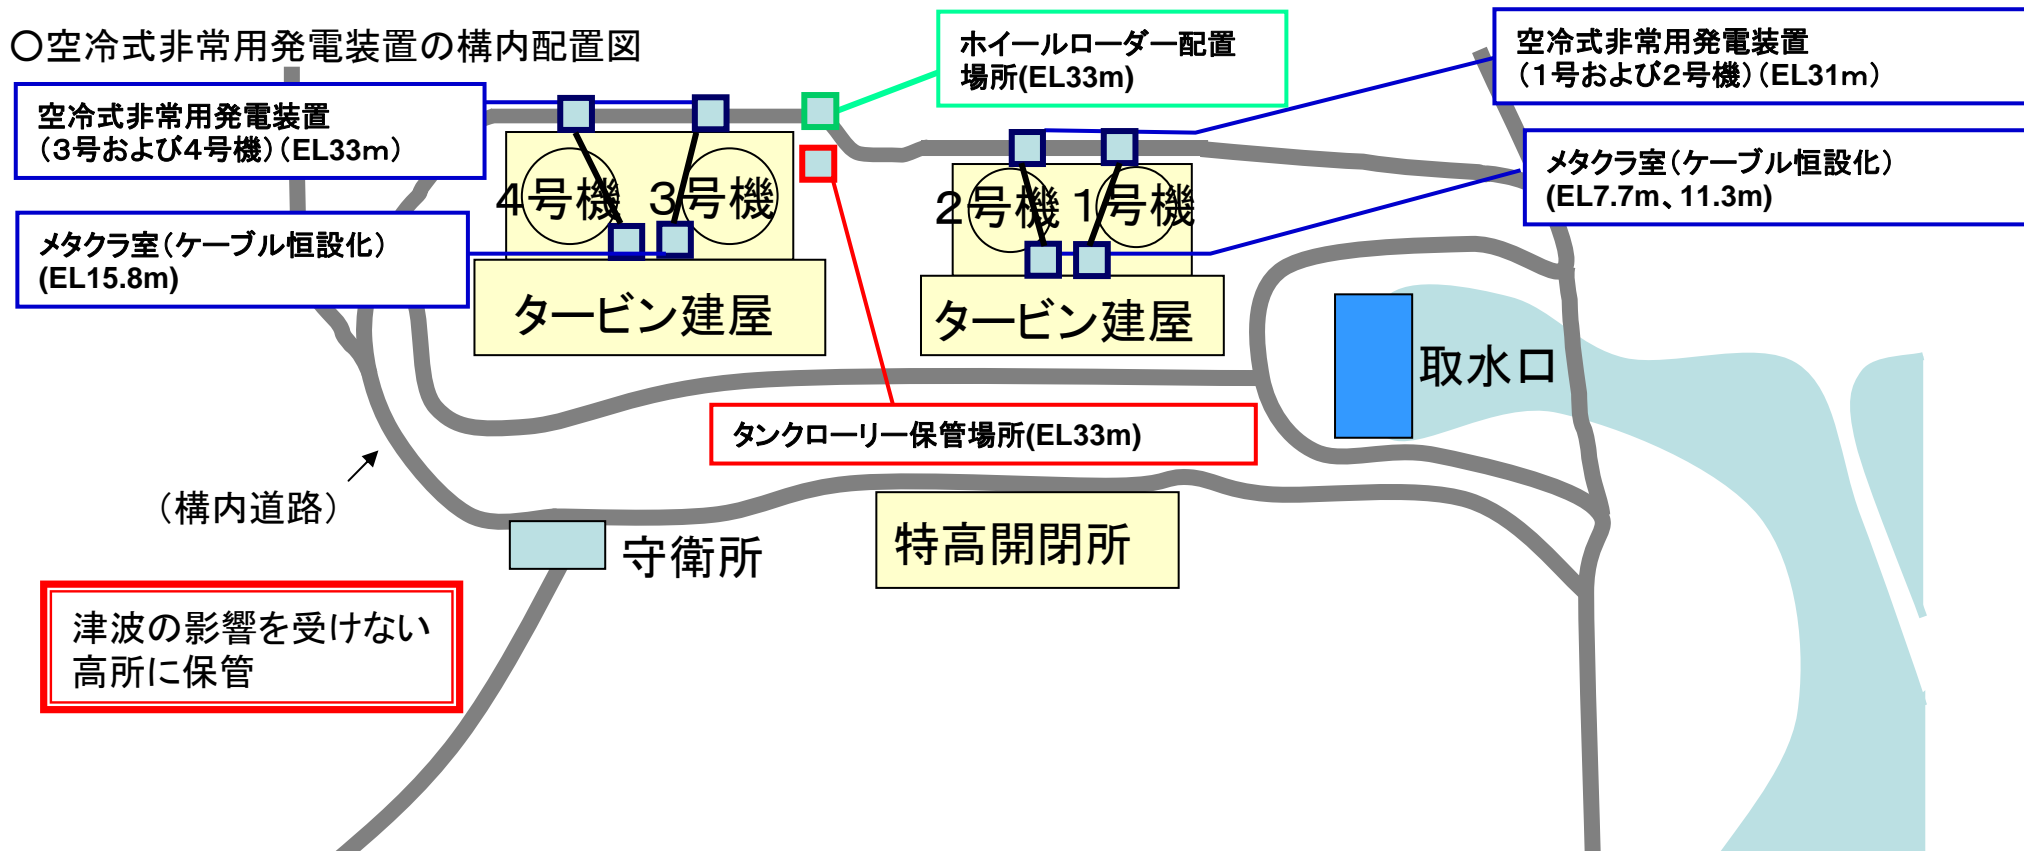 〇空冷式非常用発電装置の構内配置図
空冷式非常用発電装置
（３号および４号機）（EL33ｍ）
メタクラ室（ケーブル恒設化）
(EL15.8m)
ホイールローダー配置
場所(EL33m)
空冷式非常用発電装置
（１号および２号機）（EL31ｍ）
メタクラ室（ケーブル恒設化）
(EL7.7m、11.3m)
４号機
３号機
２号機
１号機
タービン建屋
タービン建屋
取水口
タンクローリー保管場所(EL33m)
（構内道路）
守衛所
特高開閉所
津波の影響を受けない
高所に保管